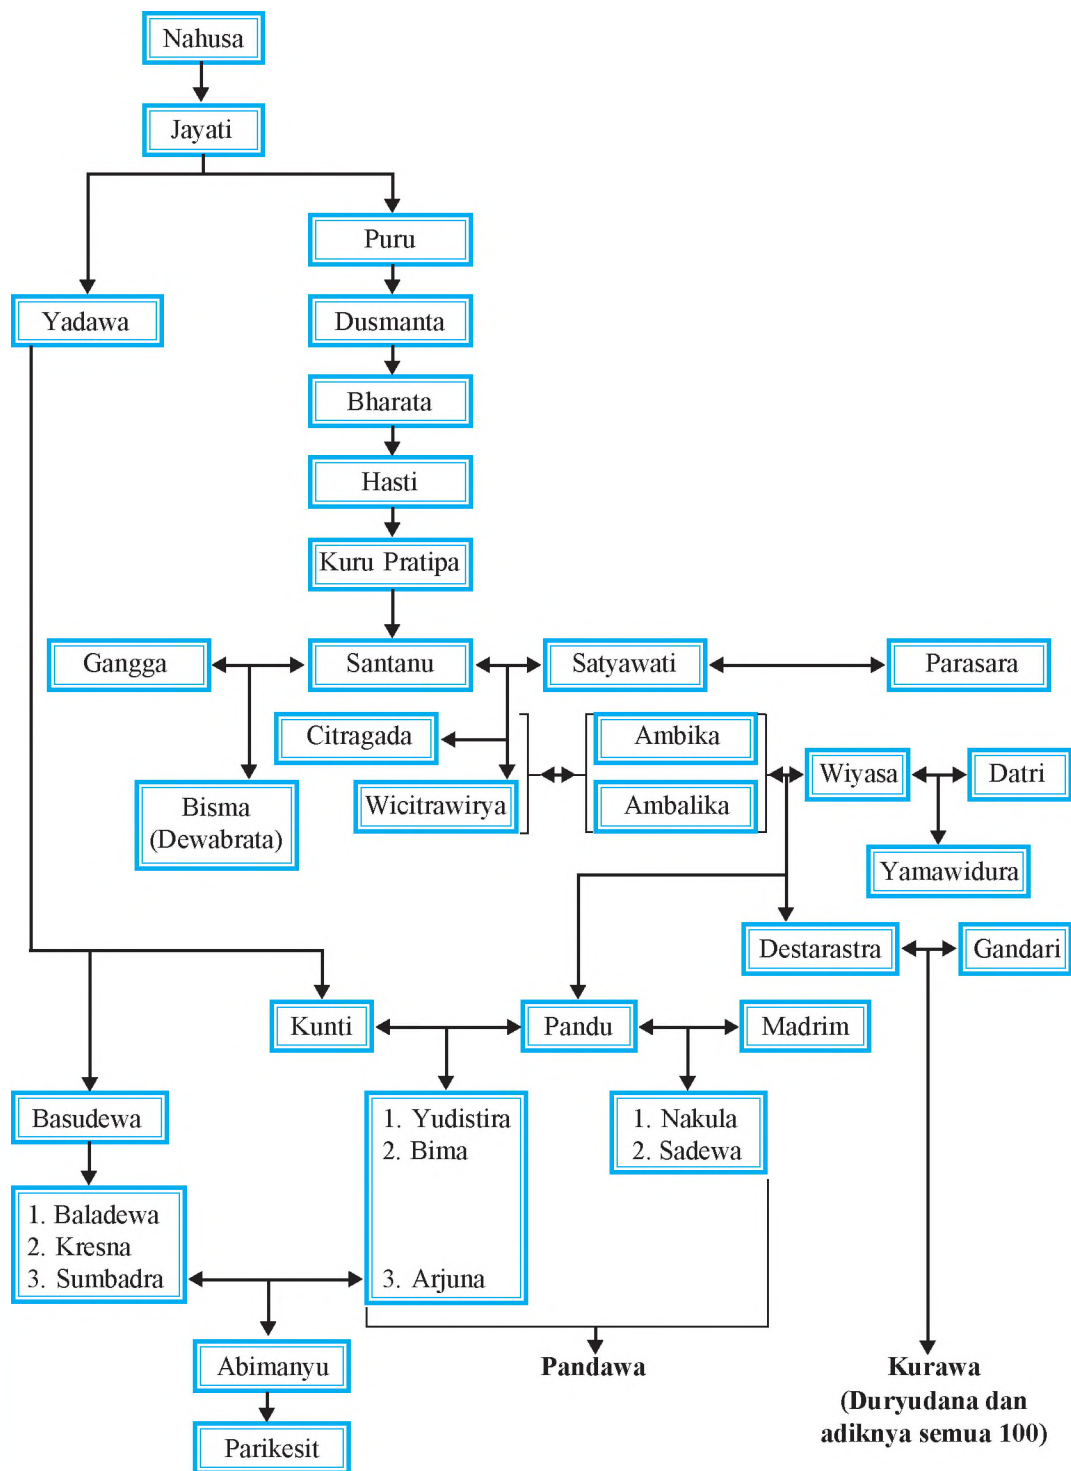 Nahusa
Jayati
Puru
Yadawa
Dusmanta
Bharata
Hasti
Kuru Pratipa
Gangga
Santanu
Satyawati
Parasara
Citragada
Ambika
Wiyasa
Datri
Bisma
(Dewabrata)
Wicitrawirya
Ambalika
Yamawidura
Destarastra
Gandari
Kunti
Pandu
Madrim
Basudewa
1. Yudistira
2. Bima
3. Arjuna
1. Nakula
2. Sadewa
1. Baladewa
2. Kresna
3. Sumbadra
Abimanyu
Pandawa
Kurawa
(Duryudana dan
adiknya semua 100)
Parikesit